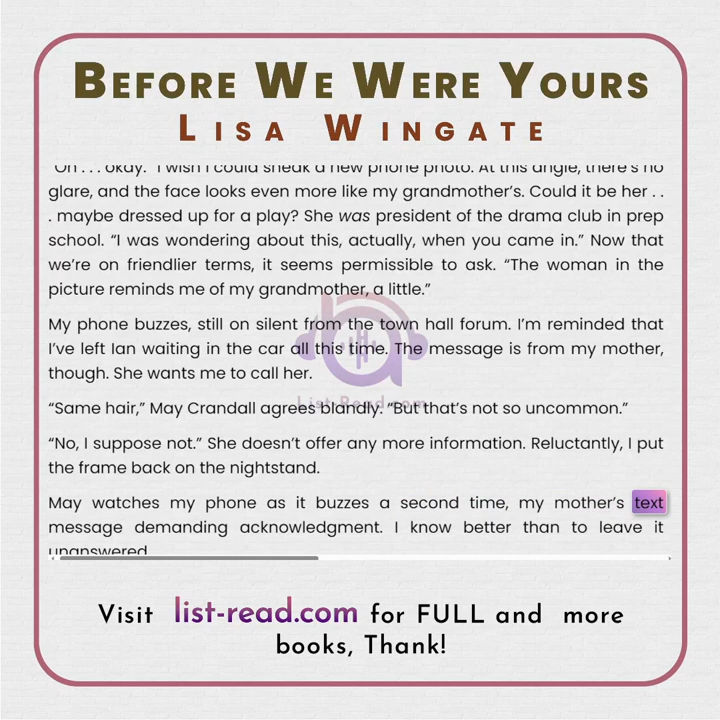 BEFORE WE WERE YOURS
LISA WINGATE
“Oh . . . okay.” I wish I could sneak a new phone photo. At this angle, there’s no
glare, and the face looks even more like my grandmother’s. Could it be her . .
. maybe dressed up for a play? She was president of the drama club in prep
school. “I was wondering about this, actually, when you came in.” Now that
we’re on friendlier terms, it seems permissible to ask. “The woman in the
picture reminds me of my grandmother, a little.”
My phone buzzes, still on silent from the town hall forum. I’m reminded that
I’ve left Ian waiting in the car all this time. The message is from my mother,
though. She wants me to call her.
“Same hair,” May Crandall agrees blandly. “But that’s not so uncommon.”
List-Read.com
“No, I suppose not.” She doesn’t offer any more information. Reluctantly, I put
the frame back on the nightstand.
May watches my phone as it buzzes a second time, my mother’s text
message demanding acknowledgment. I know better than to leave it
unanswered.
Visit list-read.com for FULL and more
books, Thank!